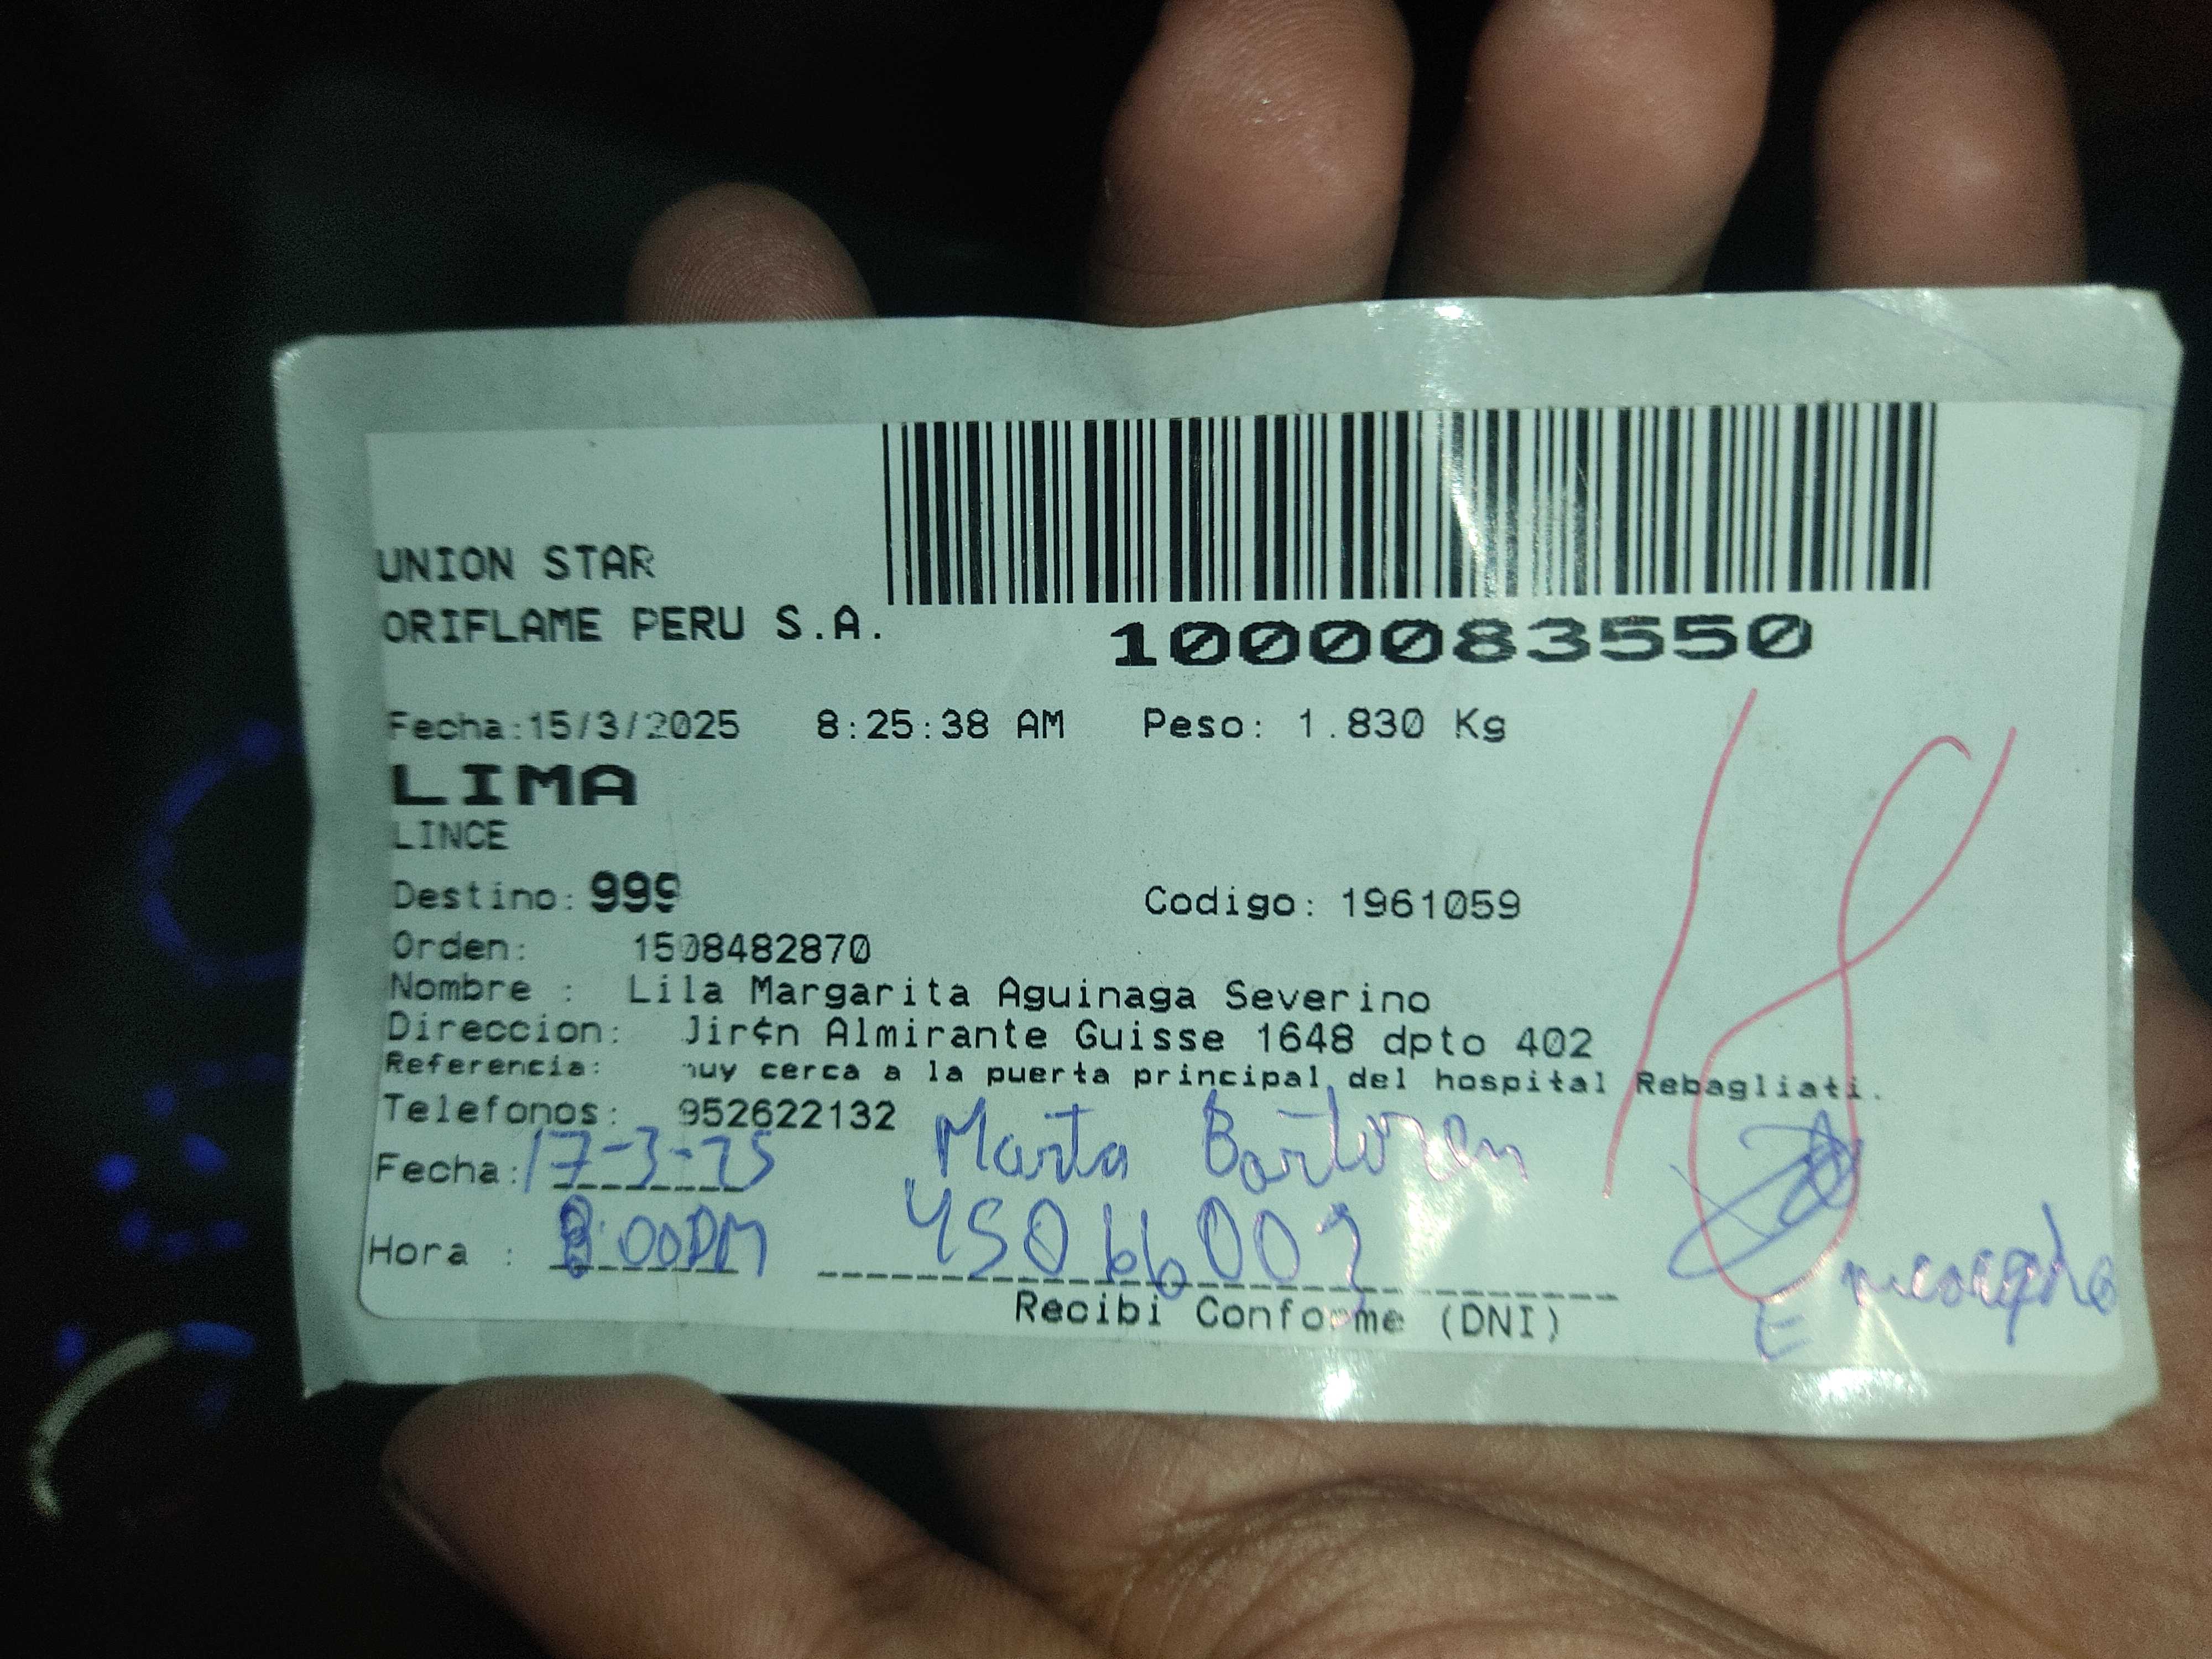 UNION STAR
ORIFLAME PERU S.A.
1000083550
Fecha:15/3/2025 8:25:38 AM Peso: 1.830 Kg
LIMA
LINCE
Destino: 999 Codigo: 1961059
Orden: 1508482870
Nombre : Lila Margarita Aguinaga Severino
Direccion: Jir¢n Almirante Guisse 1648 dpto 402
Referencia: muy cerca a la puerta principal del hospital Rebagliati.
Telefonos: 952622132
18
Marta
Fecha: 17-3-25
Hora : 8:00PM
Recibi Conforme (DNI)